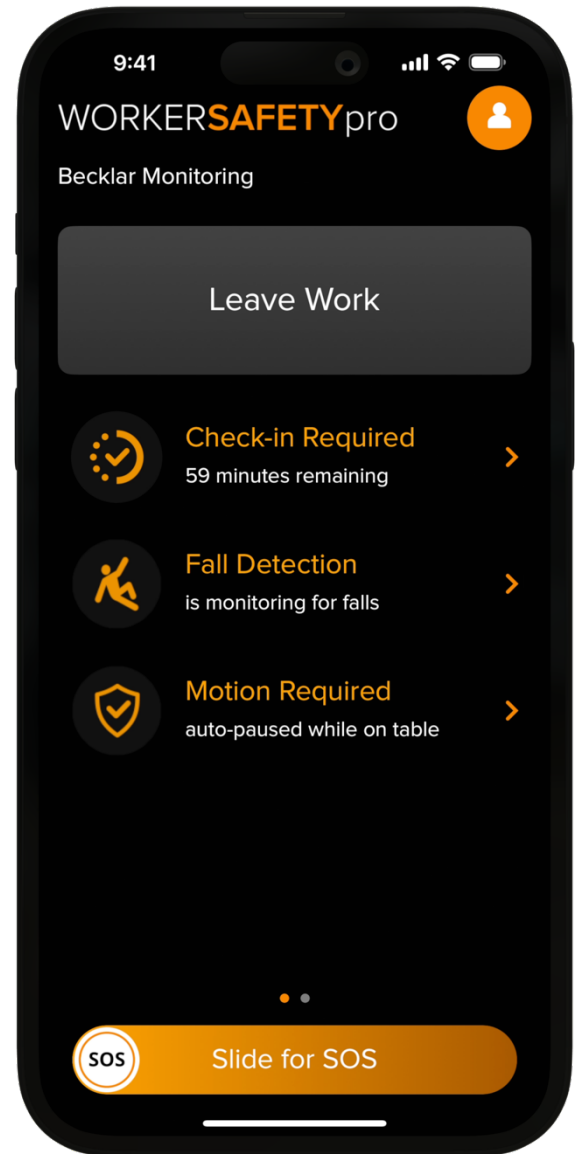 9:41
WORKERSAFETYpro
Becklar Monitoring
Leave Work
Check-in Required
59 minutes remaining
Fall Detection
is monitoring for falls
Motion Required
auto-paused while on table
SOS Slide for SOS